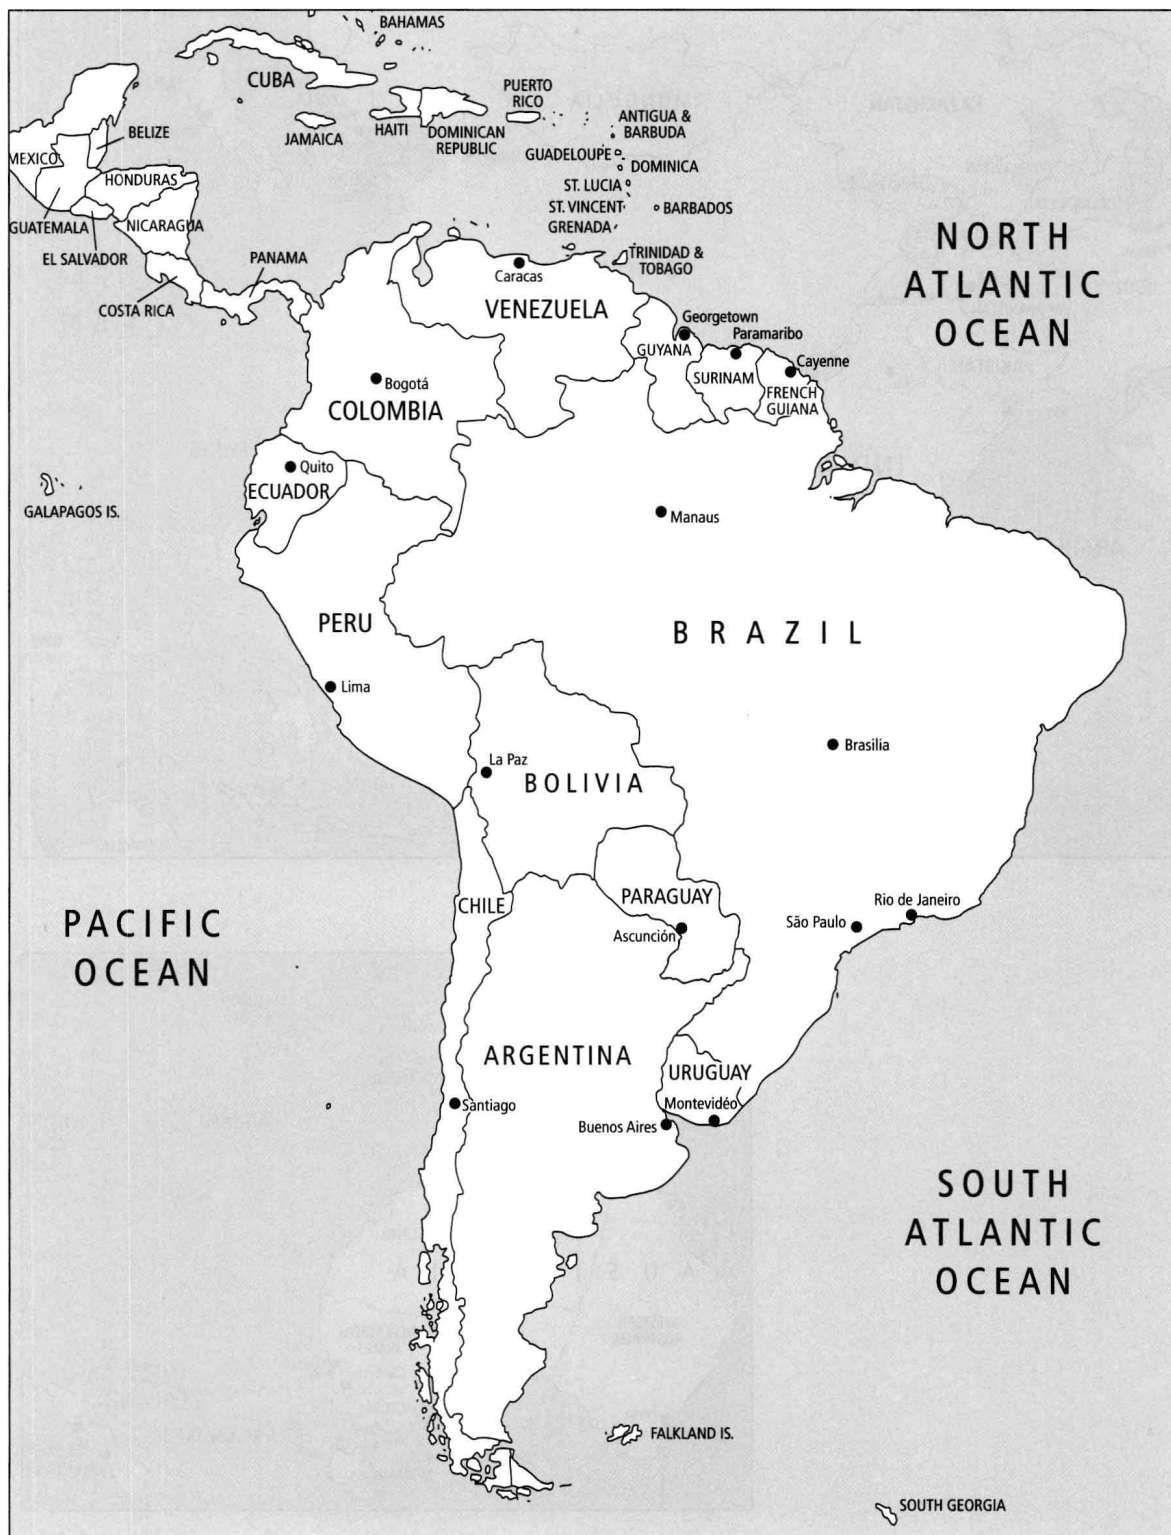 BAHAMAS
CUBA
PUERTO
RICO
ANTIGUA &
BARBUDA
BELIZE
JAMAICA
HAITI
DOMINICAN
REPUBLIC
GUADELOUPE
DOMINICA
MEXICO
HONDURAS
ST. LUCIA
ST. VINCENT
BARBADOS
GUATEMALA
NICARAGUA
GRENADA
EL SALVADOR
PANAMA
TRINIDAD &
TOBAGO
COSTA RICA
NORTH
ATLANTIC
OCEAN
Caracas
VENEZUELA
Georgetown
Paramaribo
GUYANA
Cayenne
SURINAM
FRENCH
GUIANA
Bogotá
COLOMBIA
Quito
ECUADOR
GALAPAGOS IS.
Manaus
PERU
BRAZIL
Lima
Brasilia
La Paz
BOLIVIA
PARAGUAY
CHILE
Rio de Janeiro
São Paulo
Ascunción
PACIFIC
OCEAN
ARGENTINA
URUGUAY
Montevidéo
Santiago
Buenos Aires
SOUTH
ATLANTIC
OCEAN
FALKLAND IS.
SOUTH GEORGIA